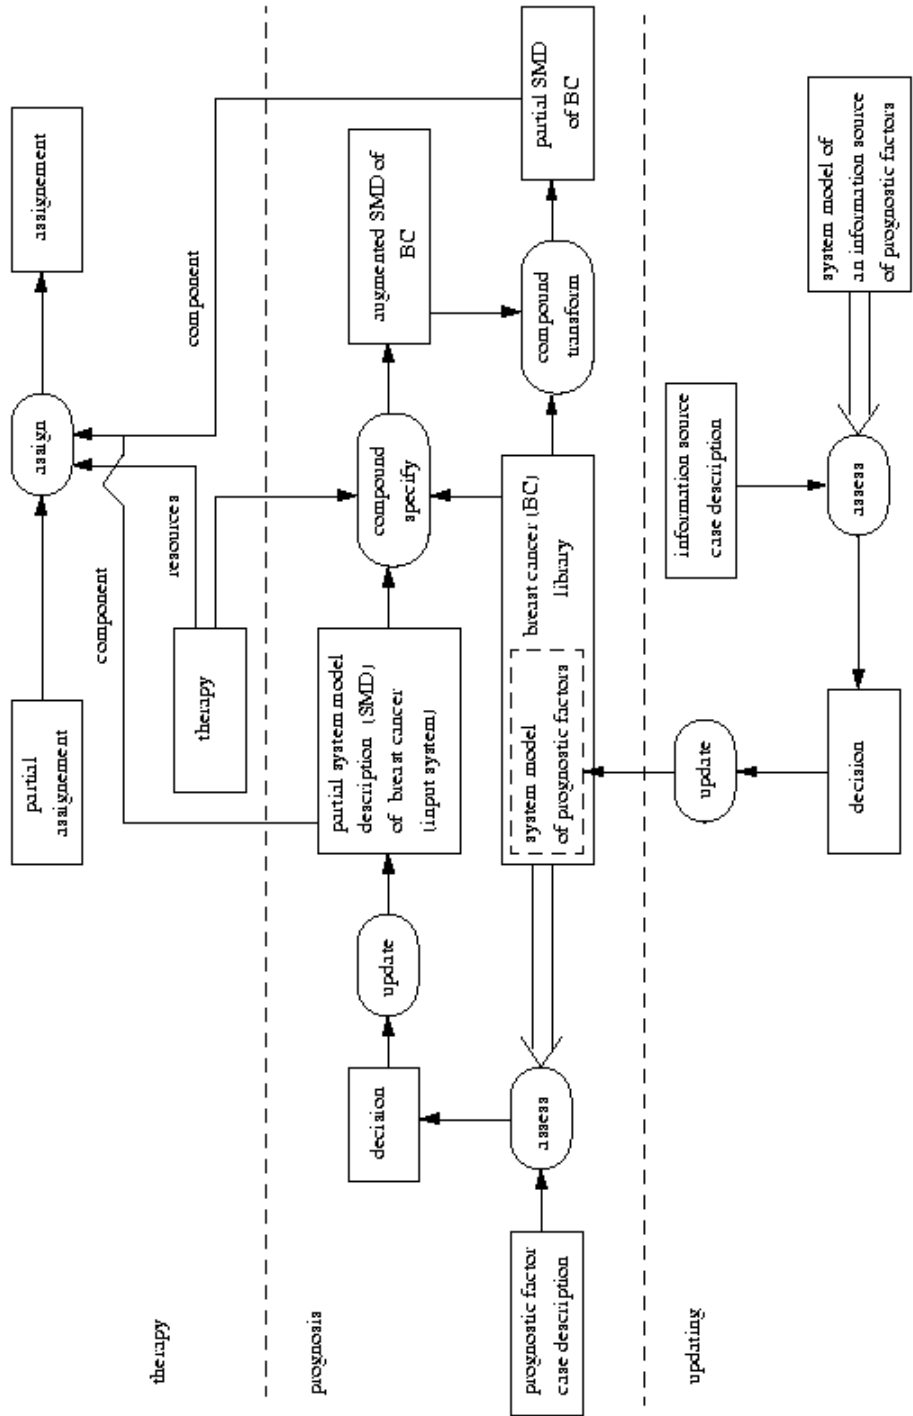 therapy
partial
assignement
assign
assignement
component
resources
component
therapy
prognosis
decision
update
partial system model
description (SMD)
of breast cancer
(input system)
compound
specify
augmented SMD of
BC
prognostic factor
case description
assess
breast cancer (BC)
library
system model
of prognostic factors
compound
transform
partial SMD
of BC
updating
update
decision
information source
case description
assess
system model of
an information source
of prognostic factors